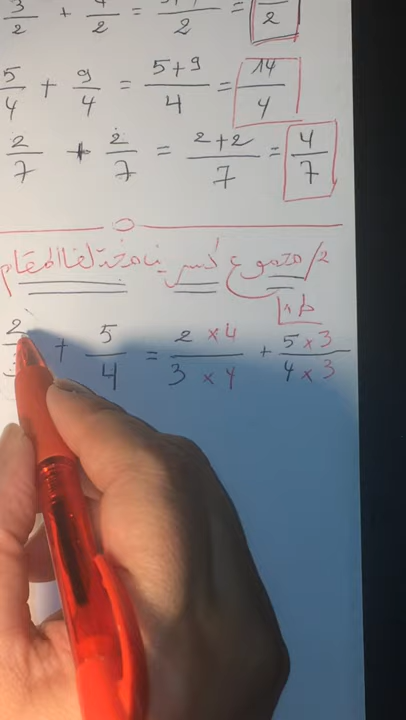 5/4 + 9/4 = 5+9/4 = 14/4
2/7 + 2/7 = 2+2/7 = 4/7
2/ مجموع كسرين مختلفا المقام
ط1
2/3 + 5/4 = 2×4/3×4 + 5×3/4×3